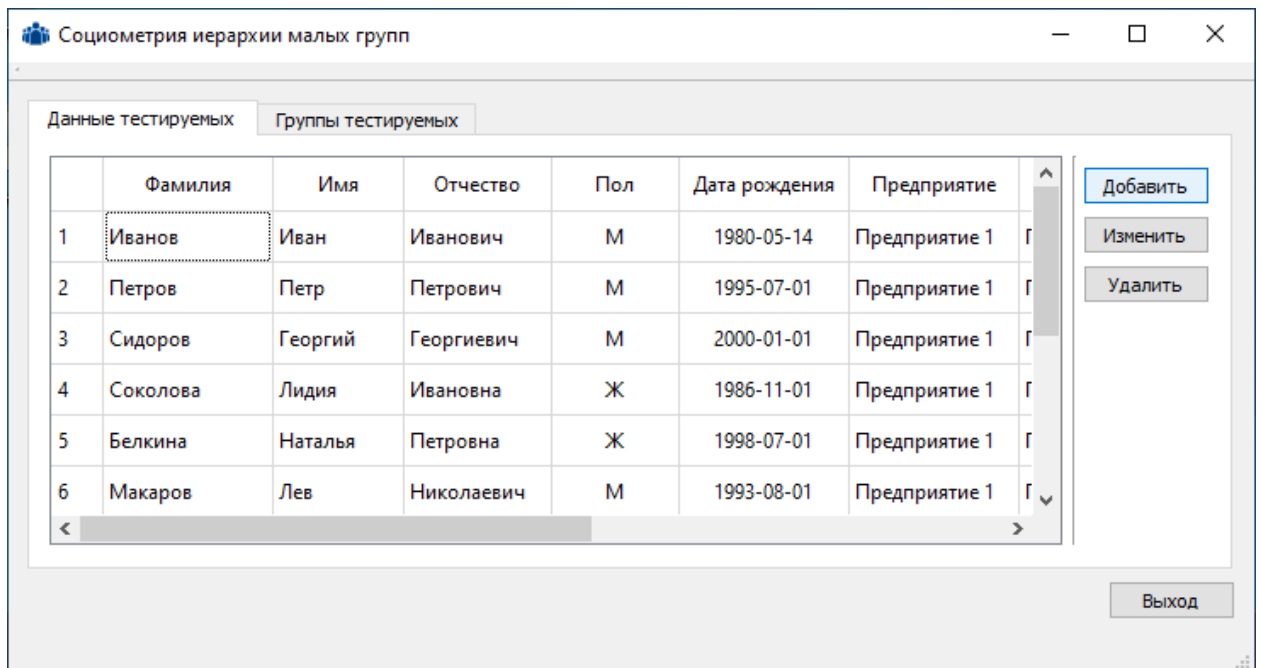 Социометрия иерархии малых групп
Данные тестируемых Группы тестируемых
Фамилия Имя Отчество Пол Дата рождения Предприятие Добавить
1 Иванов Иван Иванович М 1980-05-14 Предприятие 1 Изменить
2 Петров Петр Петрович М 1995-07-01 Предприятие 1 Удалить
3 Сидоров Георгий Георгиевич М 2000-01-01 Предприятие 1
4 Соколова Лидия Ивановна Ж 1986-11-01 Предприятие 1
5 Белкина Наталья Петровна Ж 1998-07-01 Предприятие 1
6 Макаров Лев Николаевич М 1993-08-01 Предприятие 1
Выход